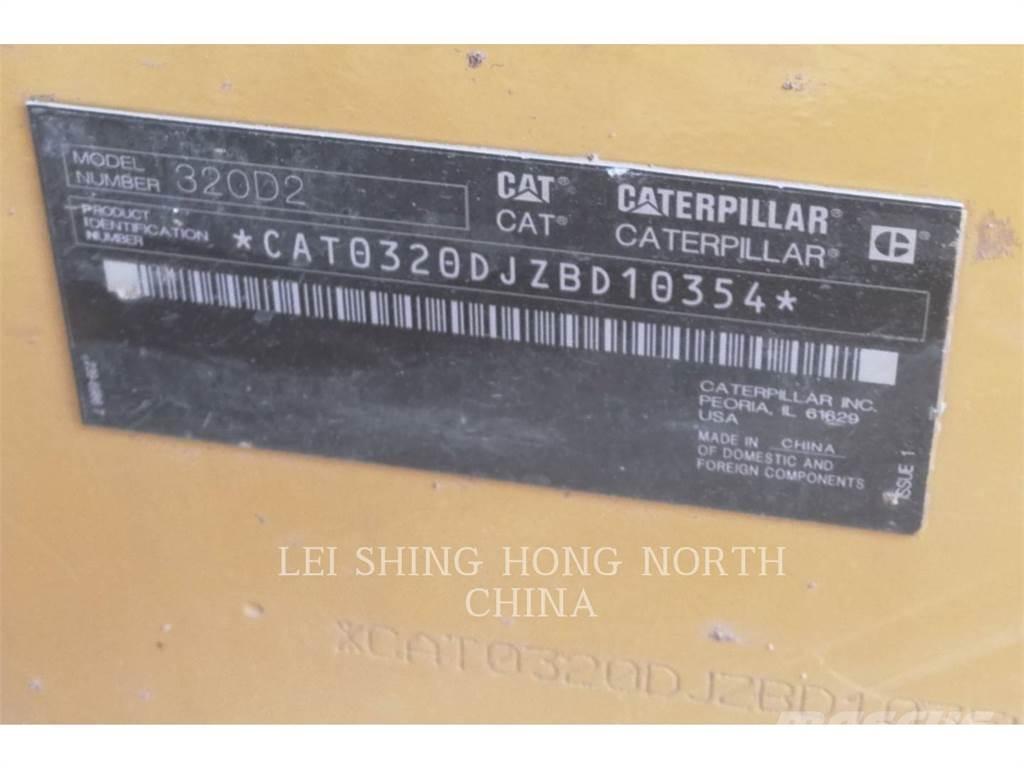 MODEL
NUMBER 320D2
CAT® CATERPILLAR®
CAT® CATERPILLAR®
PRODUCT
IDENTIFICATION
NUMBER
*CAT0320DJZBD10354*
CATERPILLAR INC.
PEORIA, IL 61629
USA
MADE IN CHINA
OF DOMESTIC AND
FOREIGN COMPONENTS
ISSUE 1
LEI SHING HONG NORTH
CHINA
*CAT0320DJZBD10